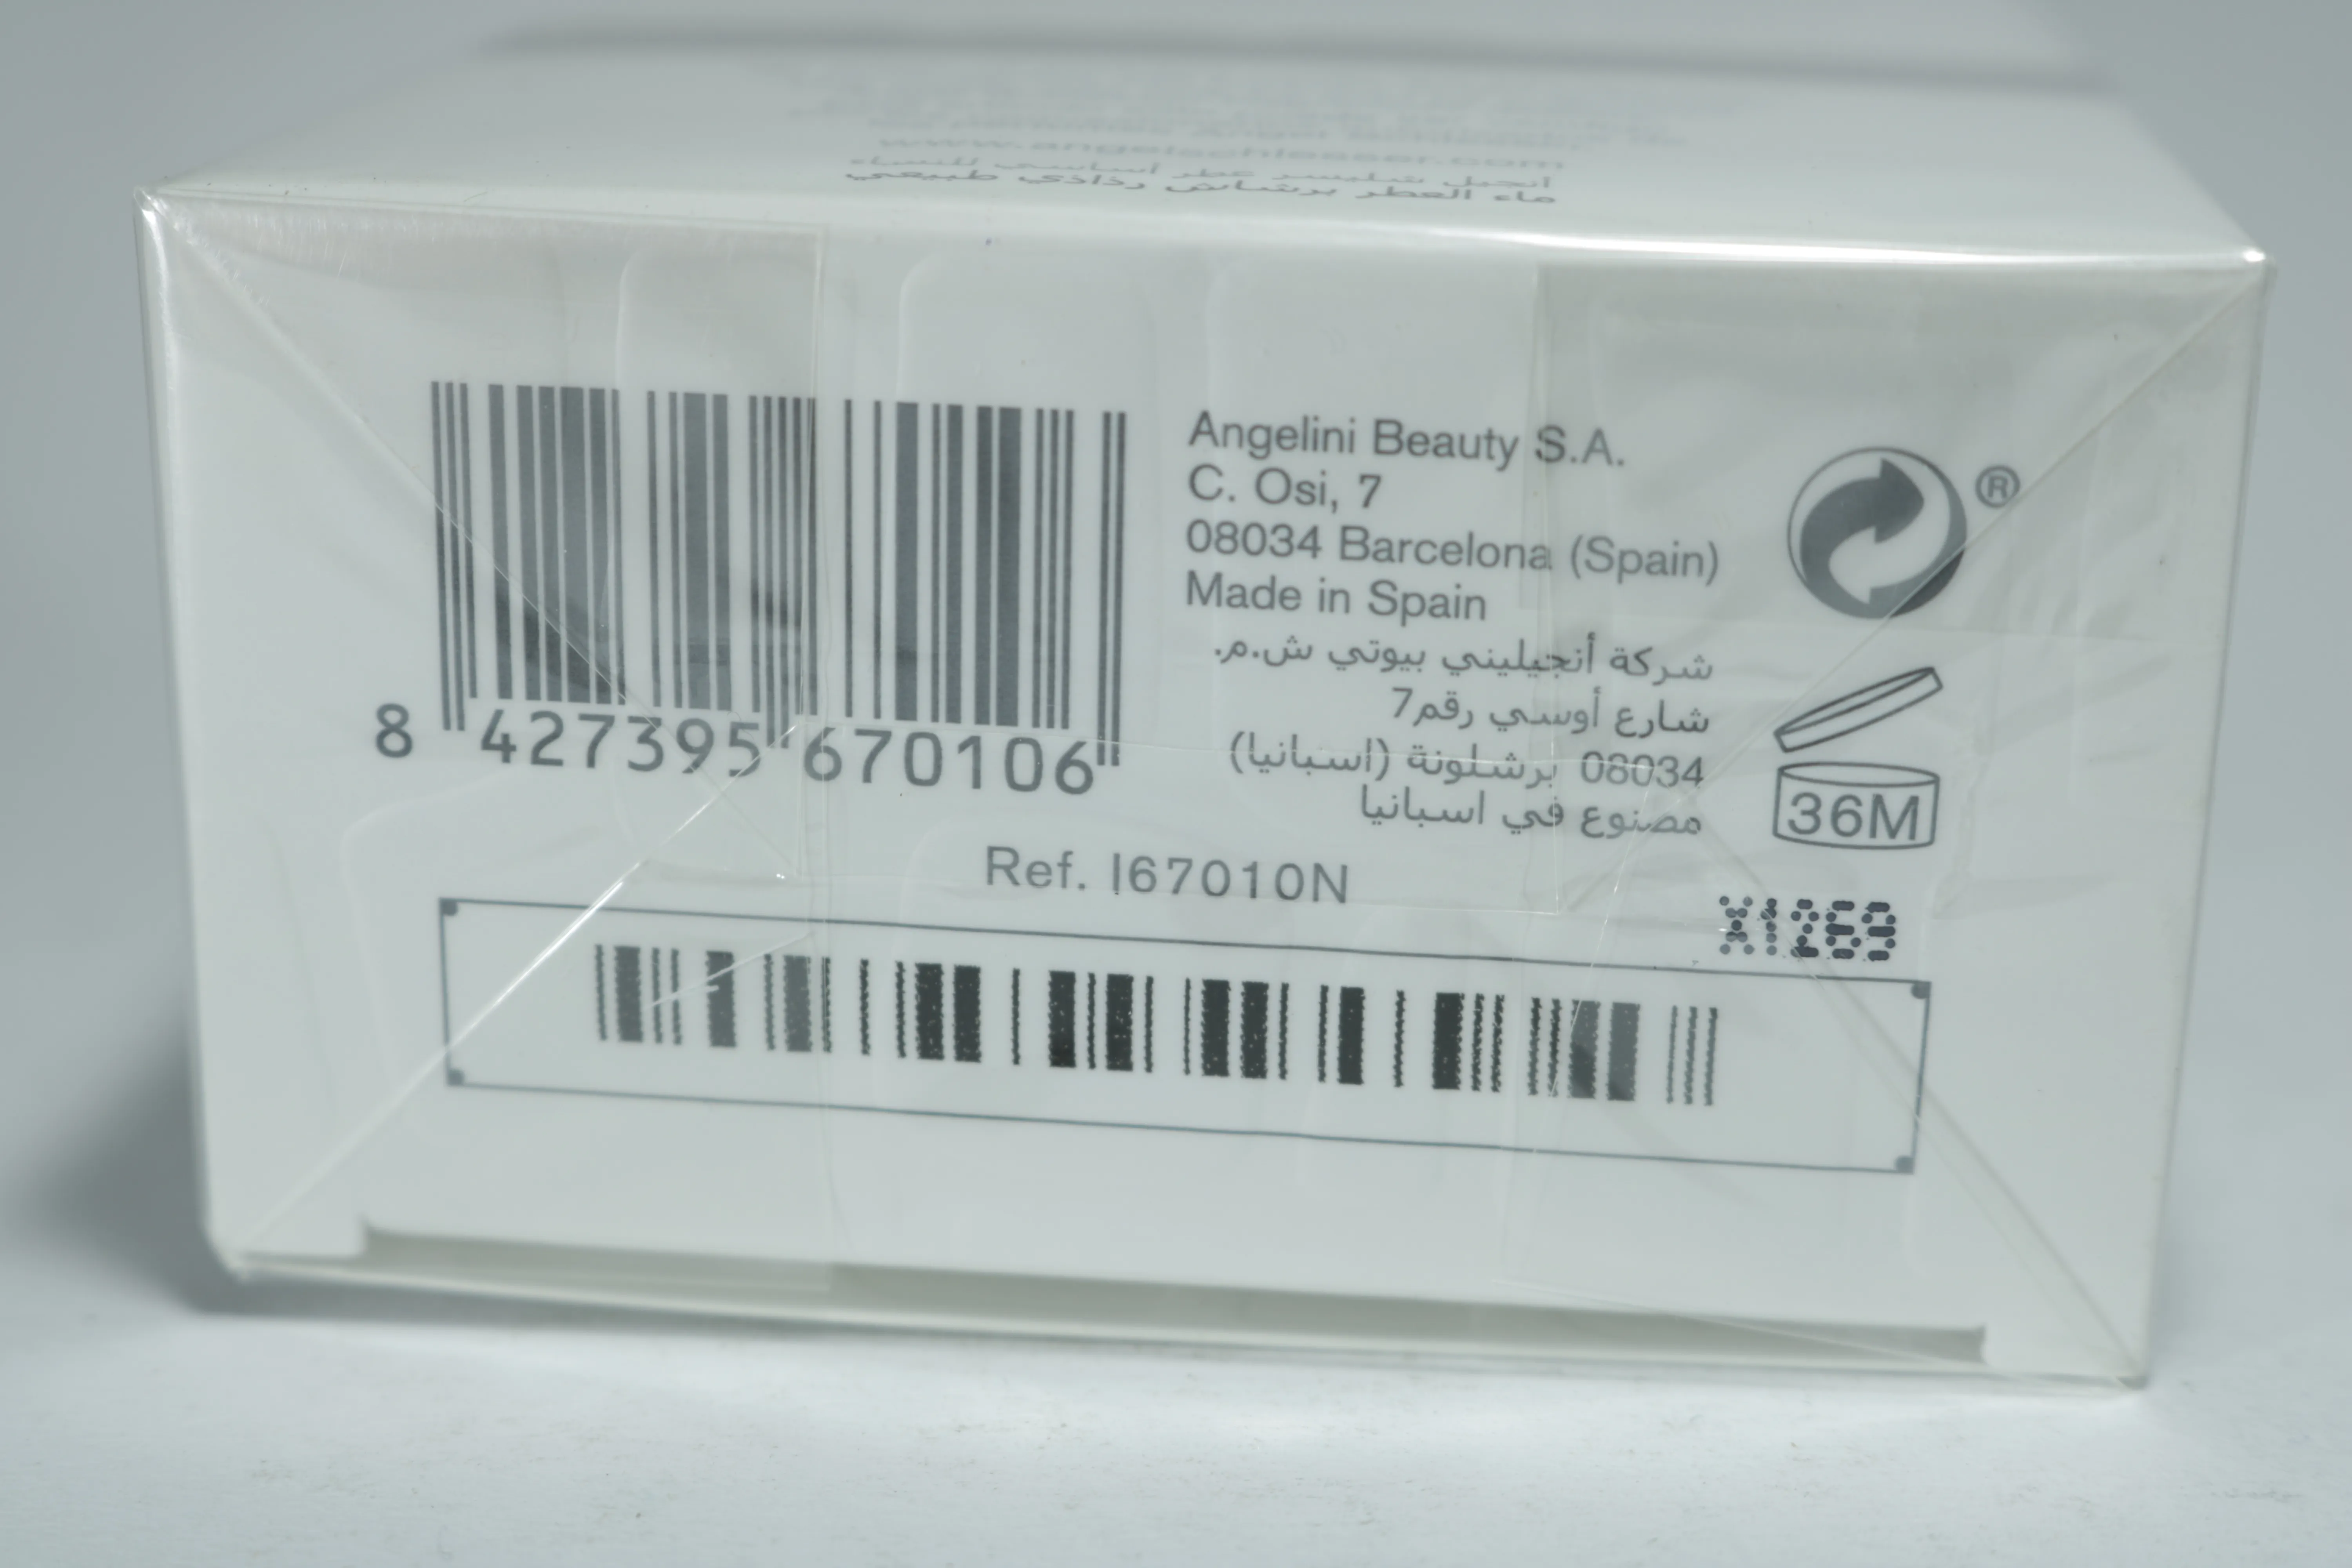 www.angelschlesser.com
أنجيل شليسر عطر أساسي للنساء
ماء العطر برشاش رذاذي طبيعي
Angelini Beauty S.A.
C. Osi, 7
08034 Barcelona (Spain)
Made in Spain
شركة أنجيليني بيوتي ش.م.
شارع أوسي رقم7
08034 برشلونة (اسبانيا)
مصنوع في اسبانيا
®
36M
8 427395 670106
Ref. I67010N
X1269